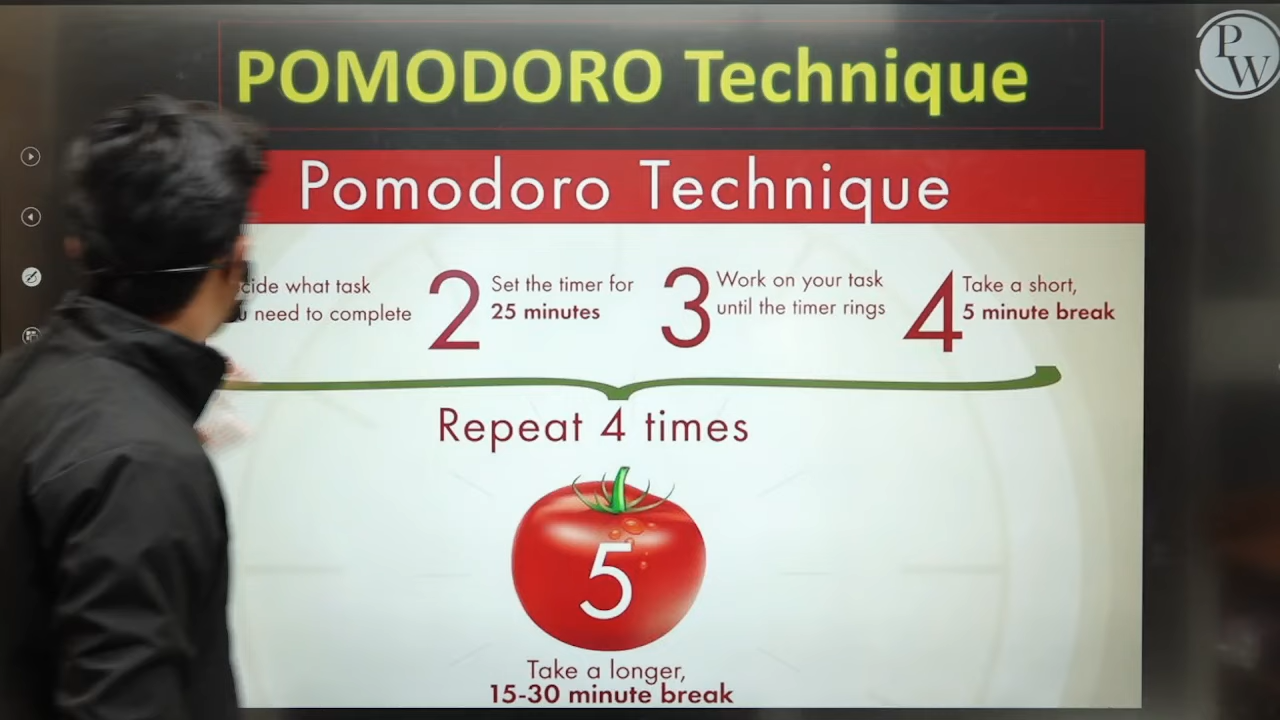 POMODORO Technique
PW
Pomodoro Technique
what task
need to complete
2
Set the timer for
25 minutes
3
Work on your task
until the timer rings
4
Take a short,
5 minute break
Repeat 4 times
5
Take a longer,
15-30 minute break